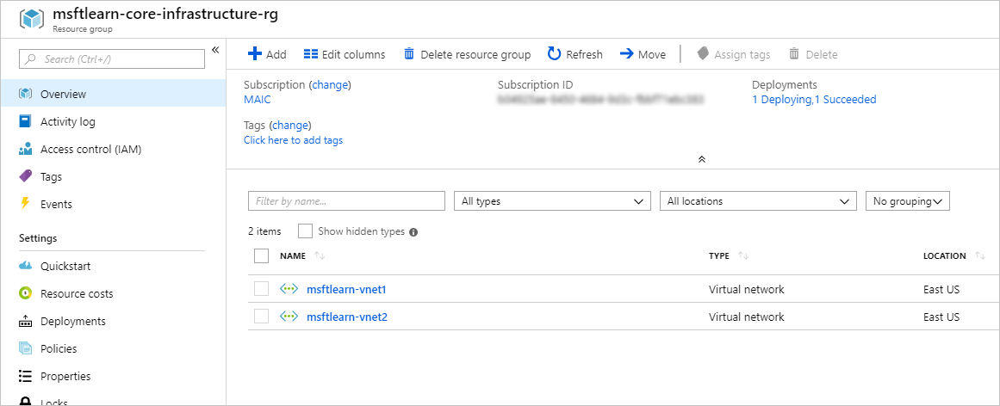 msftlearn-core-infrastructure-rg
Resource group
Search (Ctrl+/)
«
Overview
Activity log
Access control (IAM)
Tags
Events
Settings
Quickstart
Resource costs
Deployments
Policies
Properties
Locks
Add Edit columns Delete resource group Refresh Move Assign tags Delete
Subscription (change) Subscription ID Deployments
MAIC 1 Deploying,1 Succeeded
Tags (change)
Click here to add tags
Filter by name... All types All locations No grouping
2 items Show hidden types
NAME TYPE LOCATION
msftlearn-vnet1 Virtual network East US
msftlearn-vnet2 Virtual network East US